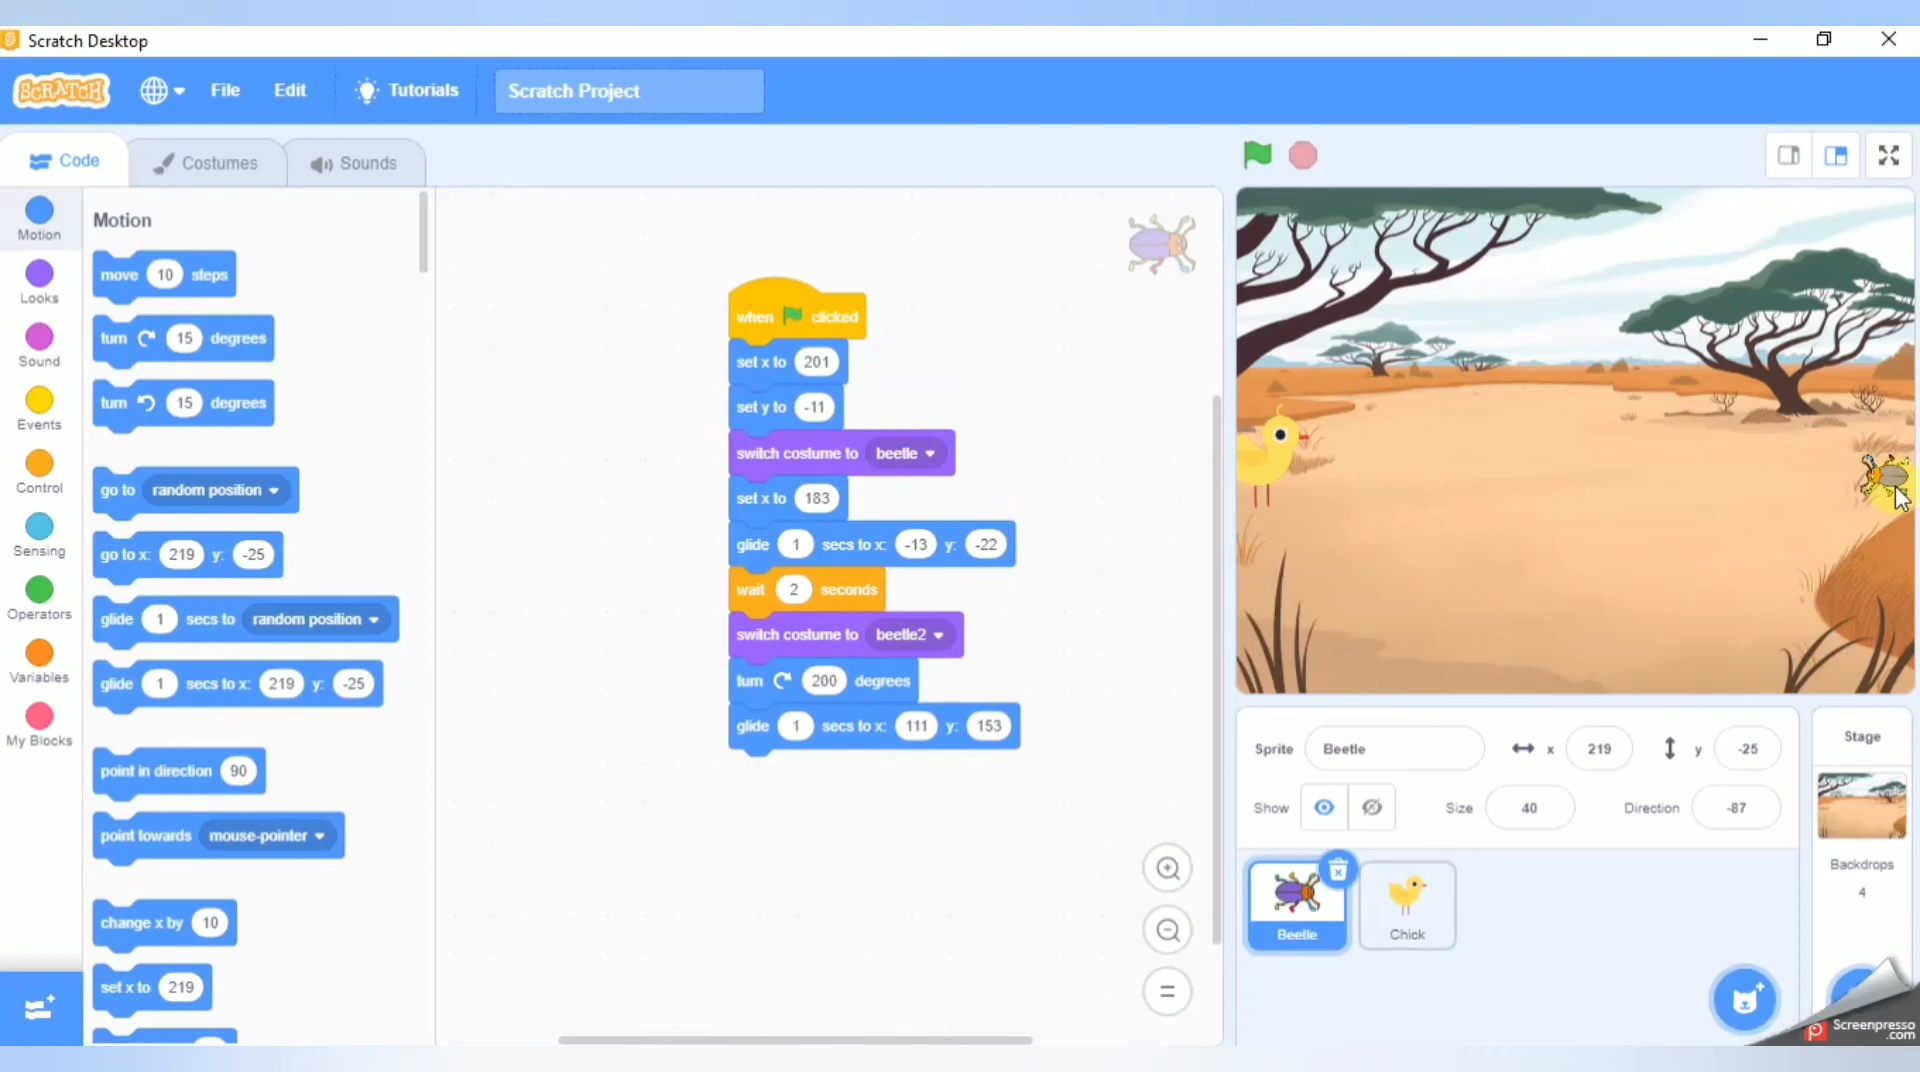 Scratch Desktop
SCRATCH
File Edit Tutorials Scratch Project
Code Costumes Sounds
Motion
Looks
Sound
Events
Control
Sensing
Operators
Variables
My Blocks
Motion
move 10 steps
turn 15 degrees
turn 15 degrees
go to random position
go to x: 219 y: -25
glide 1 secs to random position
glide 1 secs to x: 219 y: -25
point in direction 90
point towards mouse-pointer
change x by 10
set x to 219
when clicked
set x to 201
set y to -11
switch costume to beetle
set x to 183
glide 1 secs to x: -13 y: -22
wait 2 seconds
switch costume to beetle2
turn 200 degrees
glide 1 secs to x: 111 y: 153
Sprite Beetle x 219 y -25
Show Size 40 Direction -87
Beetle
Chick
Stage
Backdrops
4
Screenpresso
.com